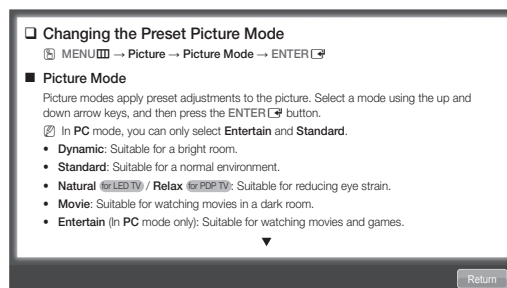 ❑ Changing the Preset Picture Mode
MENU → Picture → Picture Mode → ENTER
■ Picture Mode
Picture modes apply preset adjustments to the picture. Select a mode using the up and
down arrow keys, and then press the ENTER button.
In PC mode, you can only select Entertain and Standard.
• Dynamic: Suitable for a bright room.
• Standard: Suitable for a normal environment.
• Natural for LED TV / Relax for PDP TV: Suitable for reducing eye strain.
• Movie: Suitable for watching movies in a dark room.
• Entertain (In PC mode only): Suitable for watching movies and games.
▼
Return